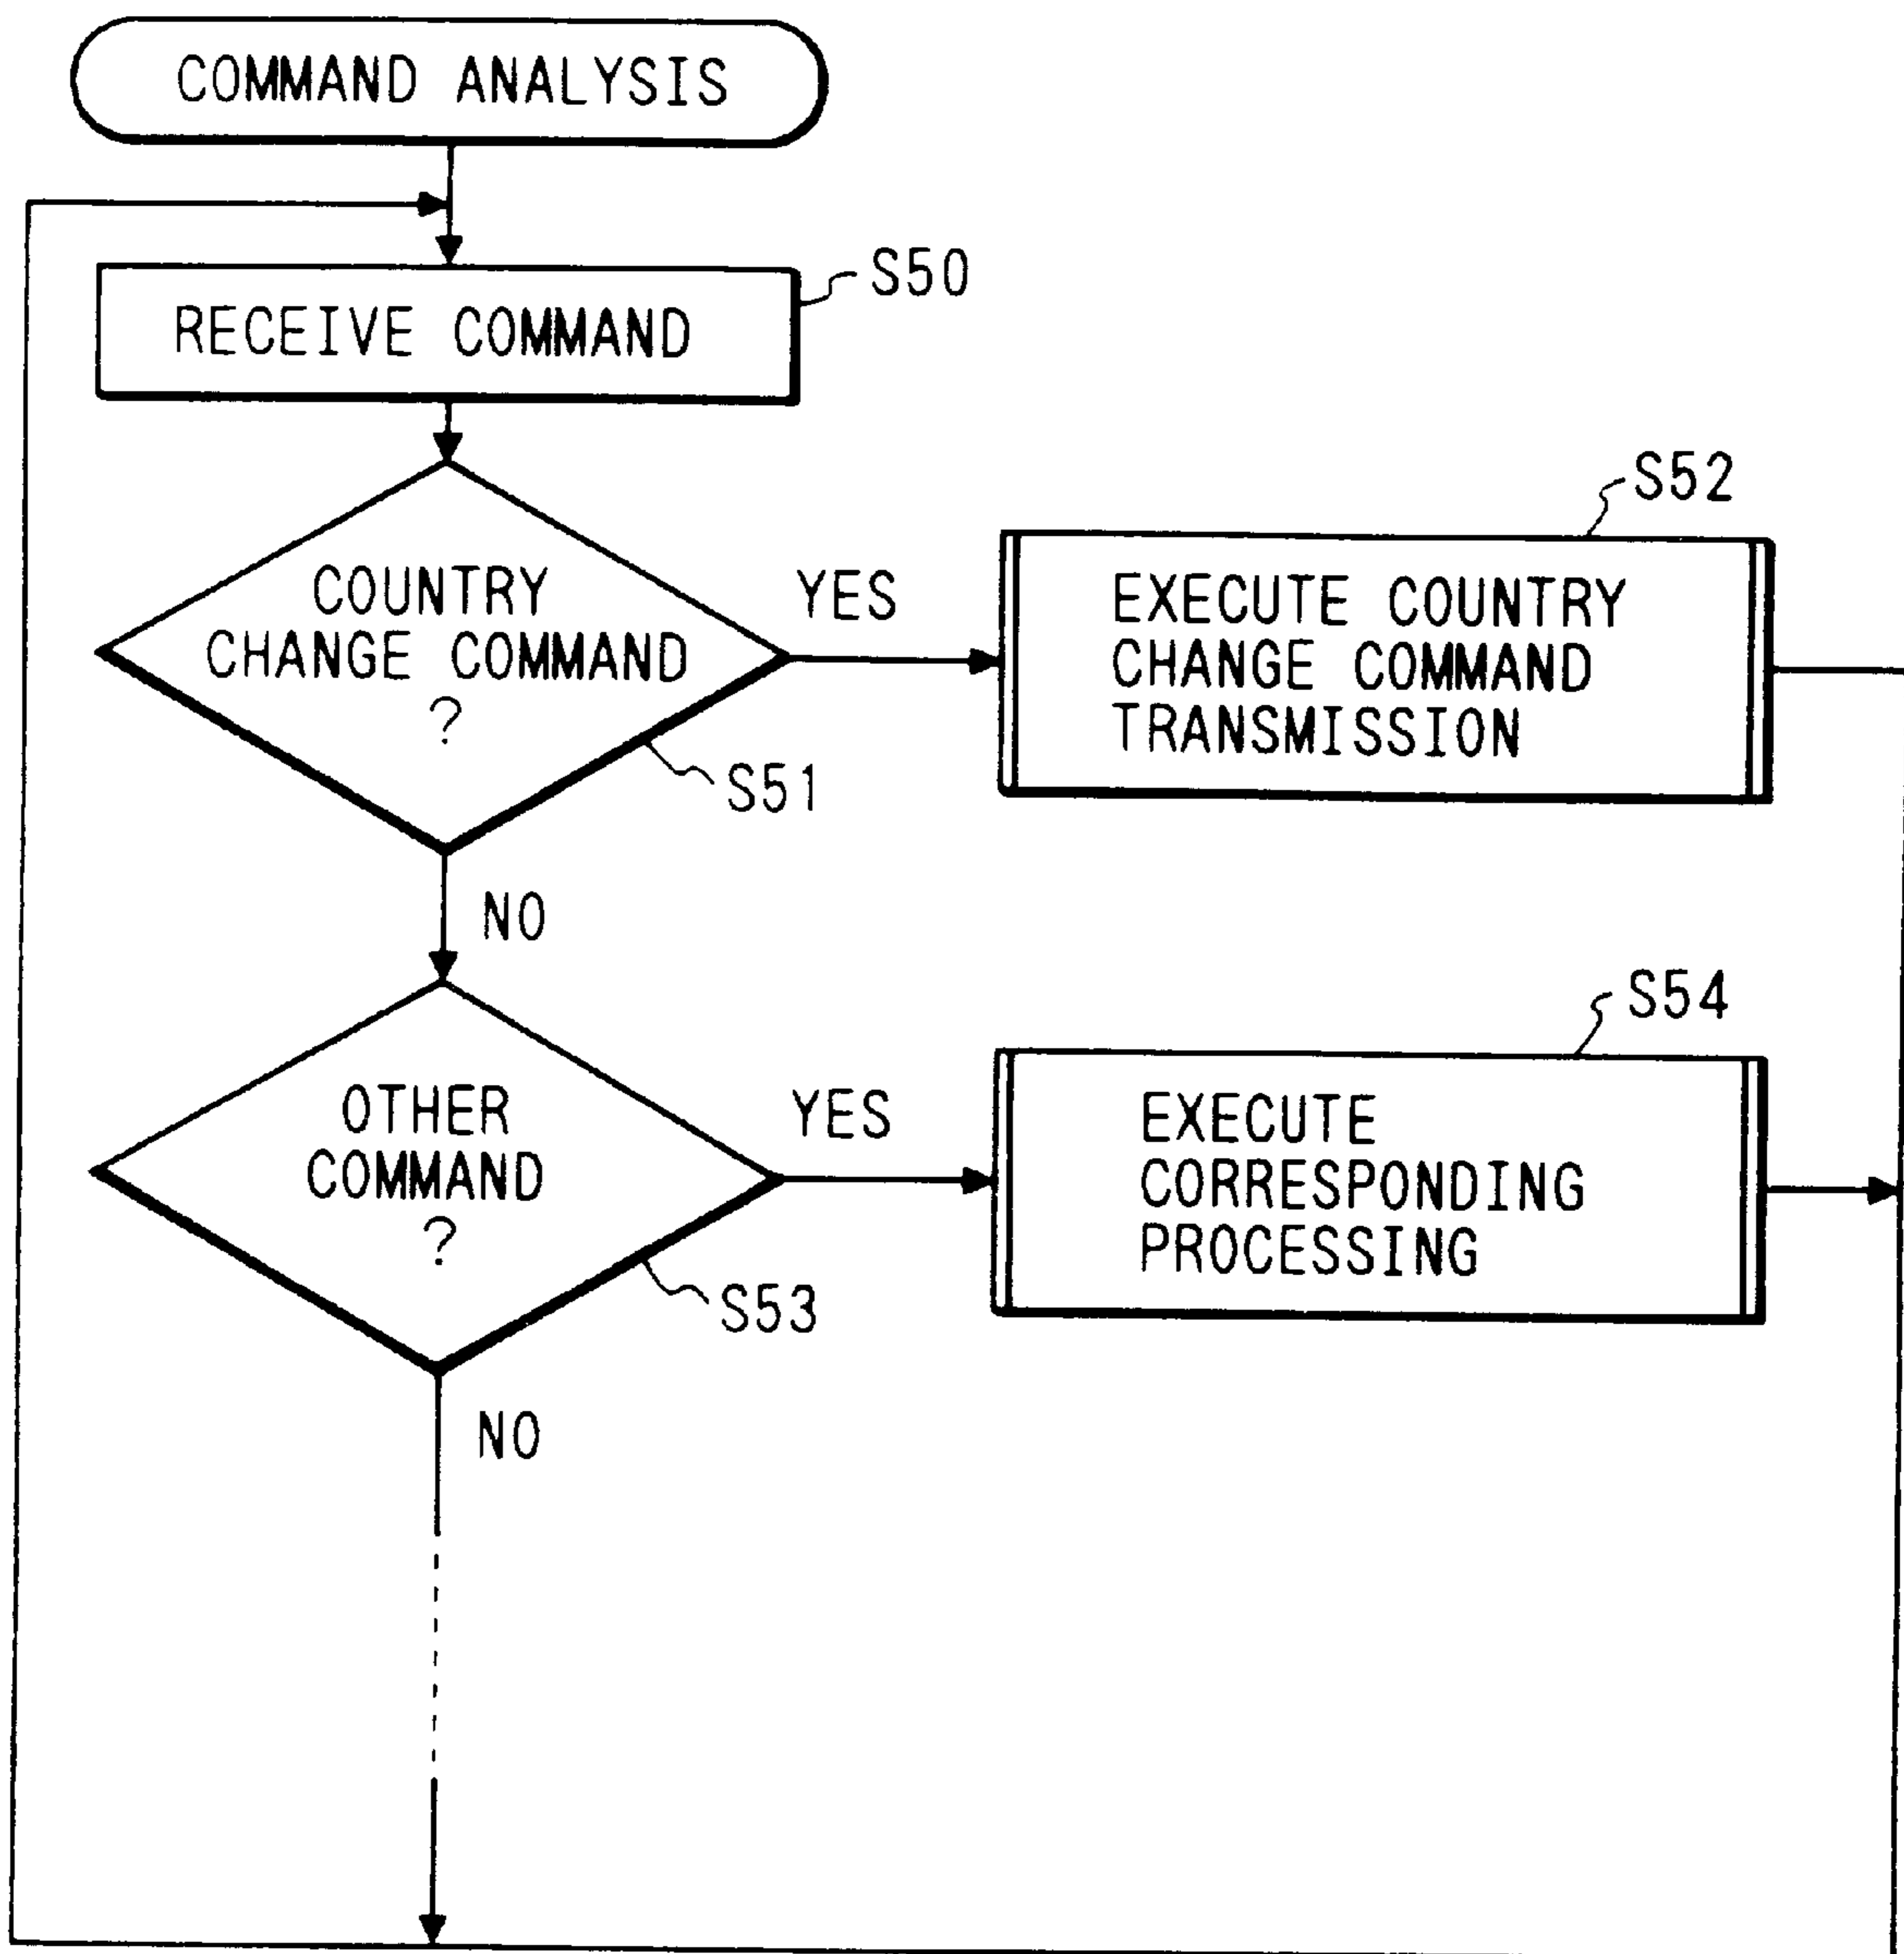 COMMAND ANALYSIS
S50
RECEIVE COMMAND
S52
COUNTRY
CHANGE COMMAND
?
YES
EXECUTE COUNTRY
CHANGE COMMAND
TRANSMISSION
S51
NO
S54
OTHER
COMMAND
?
YES
EXECUTE
CORRESPONDING
PROCESSING
S53
NO